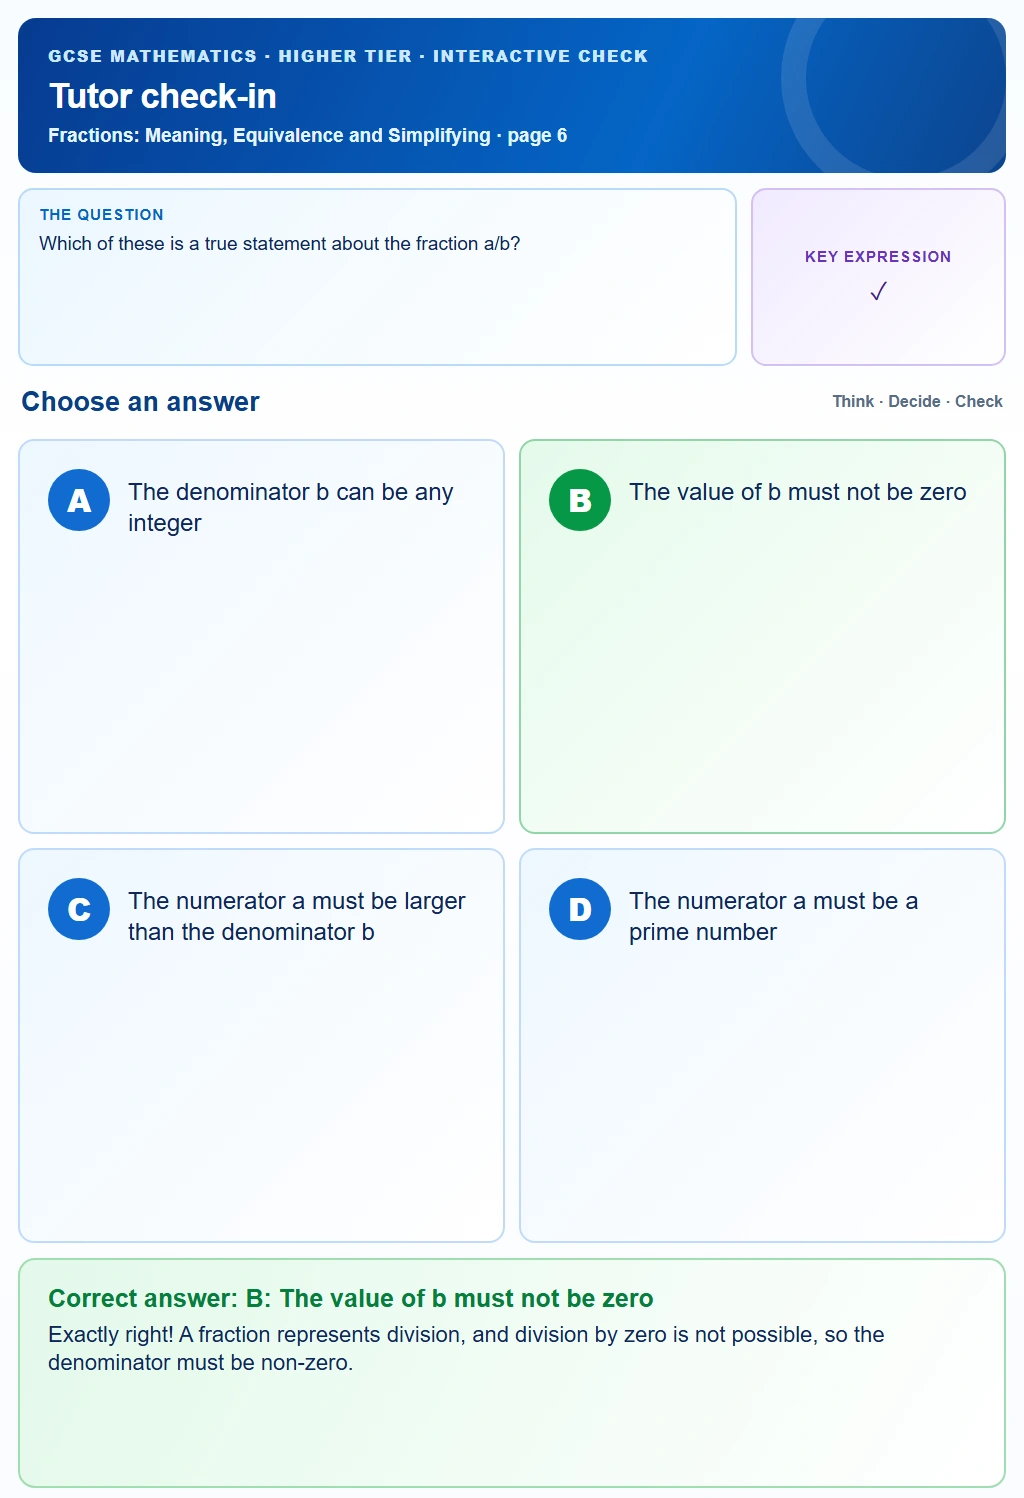 GCSE MATHEMATICS · HIGHER TIER · INTERACTIVE CHECK
Tutor check-in
Fractions: Meaning, Equivalence and Simplifying · page 6
THE QUESTION
Which of these is a true statement about the fraction a/b?
KEY EXPRESSION
✓
Choose an answer
Think · Decide · Check
A
The denominator b can be any
integer
B
The value of b must not be zero
C
The numerator a must be larger
than the denominator b
D
The numerator a must be a
prime number
Correct answer: B: The value of b must not be zero
Exactly right! A fraction represents division, and division by zero is not possible, so the
denominator must be non-zero.